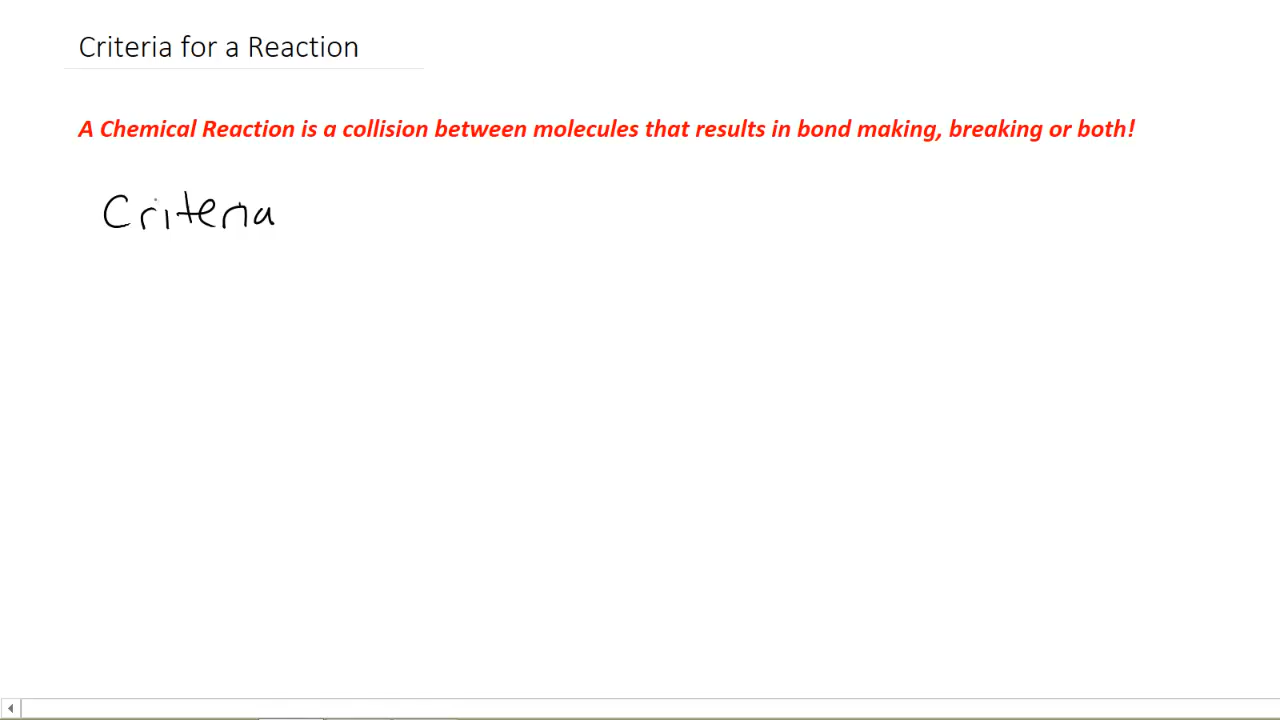 Criteria for a Reaction
A Chemical Reaction is a collision between molecules that results in bond making, breaking or both!
Criteria